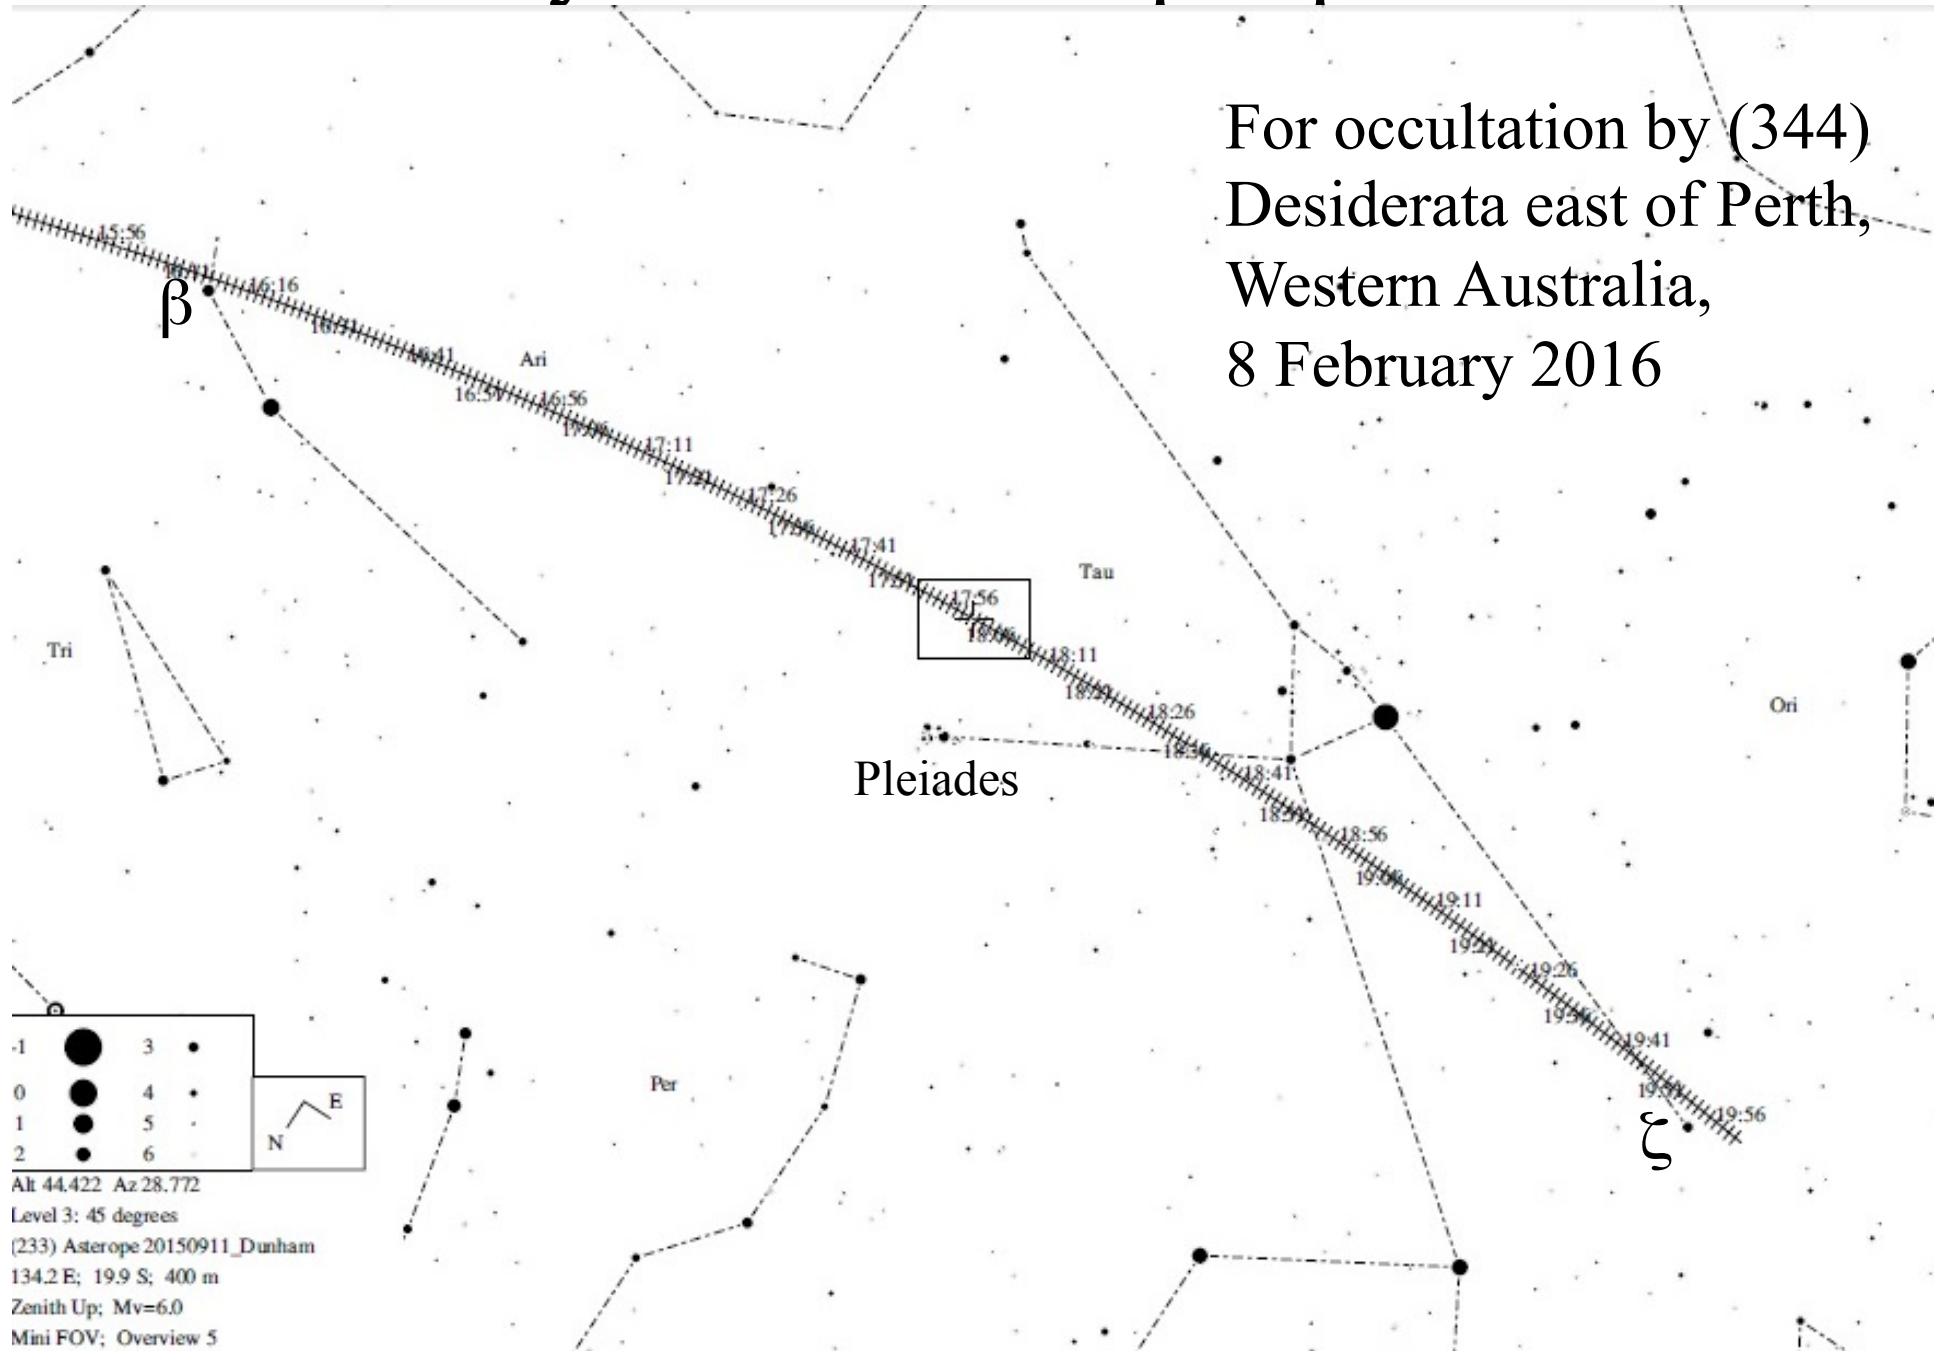 For occultation by (344)
Desiderata east of Perth,
Western Australia,
8 February 2016
15:56
β
16:16
16:41
Ari
16:56
17:11
17:26
17:41
17:56
Tau
18:11
Tri
18:26
Ori
Pleiades
18:41
18:56
19:11
19:26
19:41
19:56
ζ
Per
-1 3
0 4
1 5
2 6
E
N
Alt 44.422 Az 28.772
Level 3: 45 degrees
(233) Asterope 20150911_Dunham
134.2 E; 19.9 S; 400 m
Zenith Up; Mv=6.0
Mini FOV; Overview 5